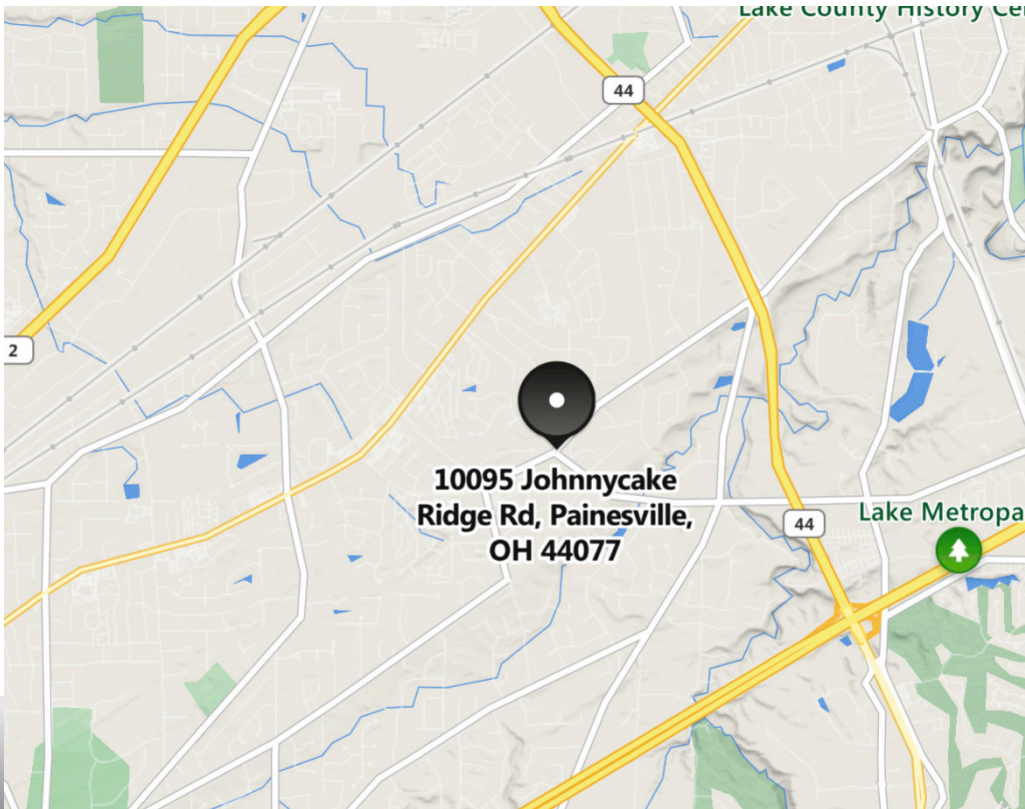 Lake County History Cen
44
2
10095 Johnnycake
Ridge Rd, Painesville,
OH 44077
44
Lake Metropa